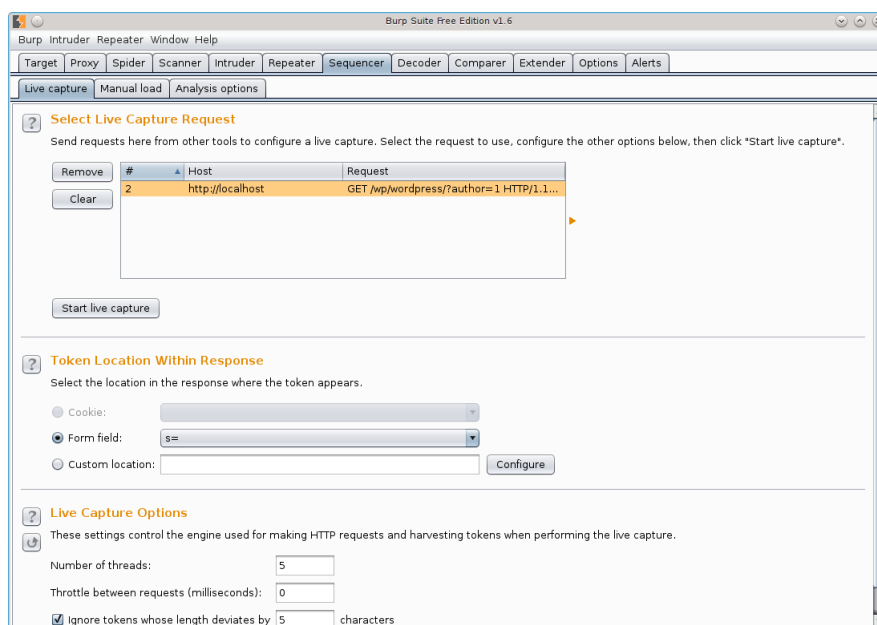 Burp Suite Free Edition v1.6
Burp Intruder Repeater Window Help
Target Proxy Spider Scanner Intruder Repeater Sequencer Decoder Comparer Extender Options Alerts
Live capture Manual load Analysis options
? Select Live Capture Request
Send requests here from other tools to configure a live capture. Select the request to use, configure the other options below, then click "Start live capture".
Remove
Clear
# Host Request
2 http://localhost GET /wp/wordpress/?author=1 HTTP/1.1...
Start live capture
? Token Location Within Response
Select the location in the response where the token appears.
Cookie:
Form field: s=
Custom location: Configure
? Live Capture Options
These settings control the engine used for making HTTP requests and harvesting tokens when performing the live capture.
Number of threads: 5
Throttle between requests (milliseconds): 0
Ignore tokens whose length deviates by 5 characters